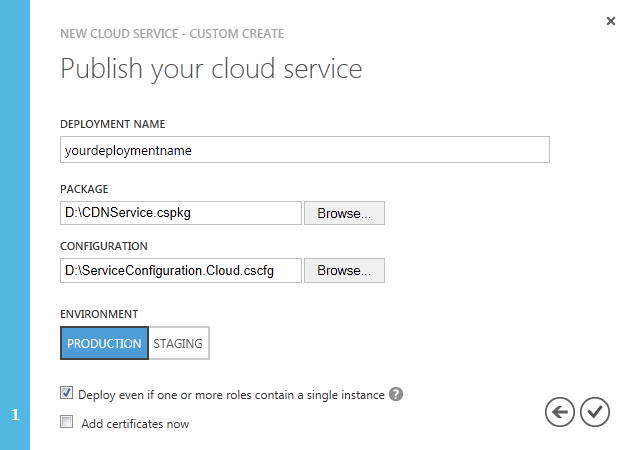 NEW CLOUD SERVICE - CUSTOM CREATE
Publish your cloud service
DEPLOYMENT NAME
yourdeploymentname
PACKAGE
D:\CDNService.cspkg Browse...
CONFIGURATION
D:\ServiceConfiguration.Cloud.cscfg Browse...
ENVIRONMENT
PRODUCTION STAGING
Deploy even if one or more roles contain a single instance ?
1 Add certificates now